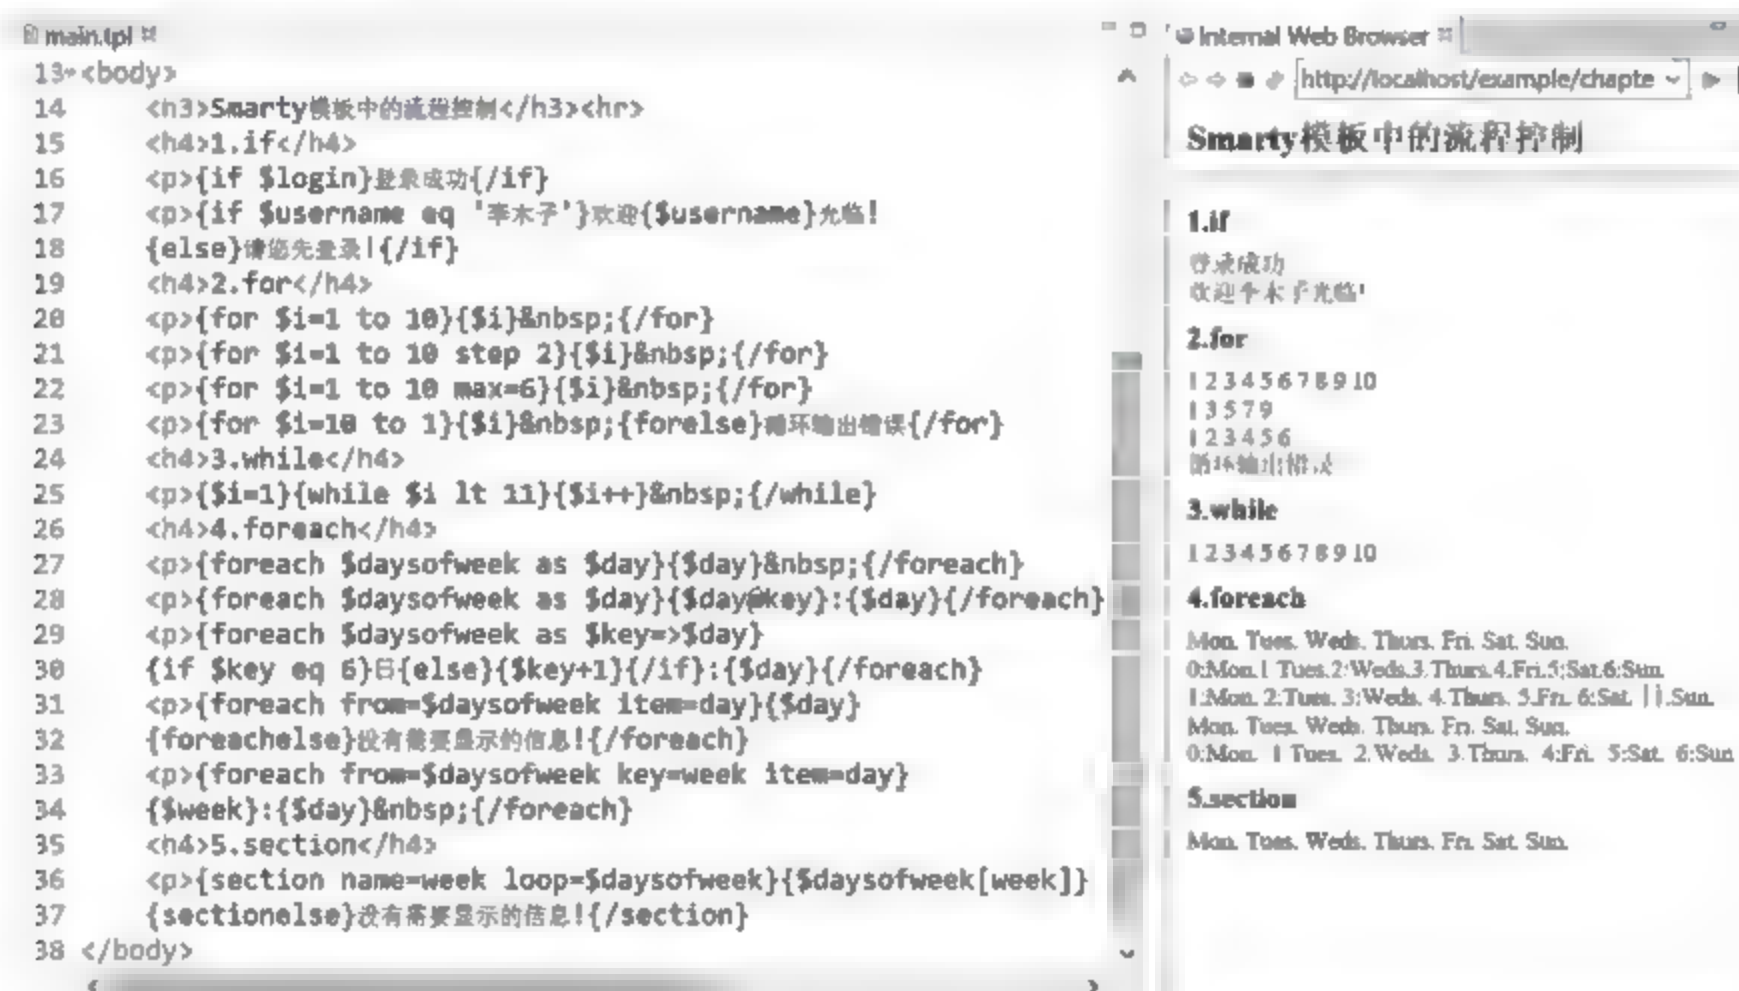 main.tpl
13 <body>
14 <h3>Smarty模板中的流程控制</h3><hr>
15 <h4>1.if</h4>
16 <p>{if $login}登录成功{/if}
17 <p>{if $username eq '李木子'}欢迎{$username}光临!
18 {else}请您先登录!{/if}
19 <h4>2.for</h4>
20 <p>{for $i=1 to 10}{$i}&nbsp;{/for}
21 <p>{for $i=1 to 10 step 2}{$i}&nbsp;{/for}
22 <p>{for $i=1 to 10 max=6}{$i}&nbsp;{/for}
23 <p>{for $i=10 to 1}{$i}&nbsp;{forelse}循环输出错误{/for}
24 <h4>3.while</h4>
25 <p>{$i=1}{while $i lt 11}{$i++}&nbsp;{/while}
26 <h4>4.foreach</h4>
27 <p>{foreach $daysofweek as $day}{$day}&nbsp;{/foreach}
28 <p>{foreach $daysofweek as $day}{$day@key}:{$day}{/foreach}
29 <p>{foreach $daysofweek as $key=>$day}
30 {if $key eq 6}日{else}{$key+1}{/if}:{$day}{/foreach}
31 <p>{foreach from=$daysofweek item=day}{$day}
32 {foreachelse}没有需要显示的信息!{/foreach}
33 <p>{foreach from=$daysofweek key=week item=day}
34 {$week}:{$day}&nbsp;{/foreach}
35 <h4>5.section</h4>
36 <p>{section name=week loop=$daysofweek}{$daysofweek[week]}
37 {sectionelse}没有需要显示的信息!{/section}
38 </body>
Internal Web Browser
http://localhost/example/chapte
Smarty模板中的流程控制
1.if
登录成功
欢迎李木子光临!
2.for
1 2 3 4 5 6 7 8 9 10
1 3 5 7 9
1 2 3 4 5 6
循环输出错误
3.while
1 2 3 4 5 6 7 8 9 10
4.foreach
Mon. Tues. Weds. Thurs. Fri. Sat. Sun.
0:Mon.1:Tues.2:Weds.3:Thurs.4:Fri.5:Sat.6:Sun.
1:Mon. 2:Tues. 3:Weds. 4:Thurs. 5:Fri. 6:Sat. 日:Sun.
Mon. Tues. Weds. Thurs. Fri. Sat. Sun.
0:Mon. 1:Tues. 2:Weds. 3:Thurs. 4:Fri. 5:Sat. 6:Sun
5.section
Mon. Tues. Weds. Thurs. Fri. Sat. Sun.